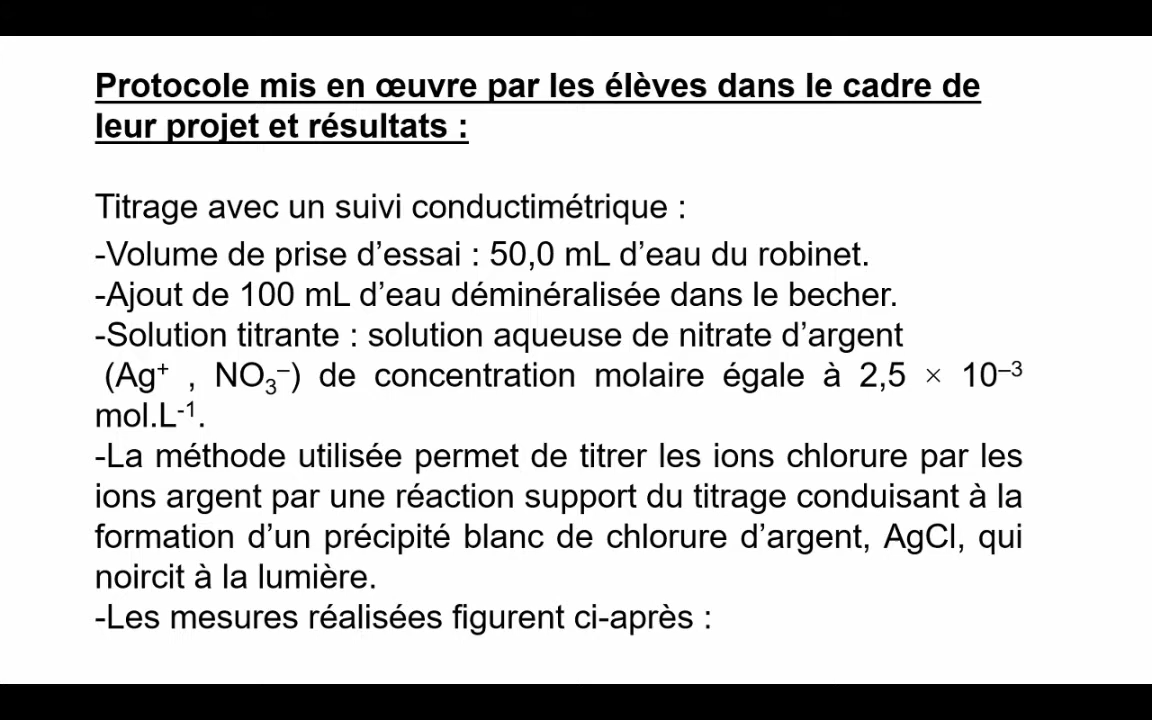 Protocole mis en œuvre par les élèves dans le cadre de
leur projet et résultats :
Titrage avec un suivi conductimétrique :
-Volume de prise d’essai : 50,0 mL d’eau du robinet.
-Ajout de 100 mL d’eau déminéralisée dans le becher.
-Solution titrante : solution aqueuse de nitrate d’argent
(Ag⁺ , NO₃⁻) de concentration molaire égale à 2,5 × 10⁻³
mol.L⁻¹.
-La méthode utilisée permet de titrer les ions chlorure par les
ions argent par une réaction support du titrage conduisant à la
formation d’un précipité blanc de chlorure d’argent, AgCl, qui
noircit à la lumière.
-Les mesures réalisées figurent ci-après :